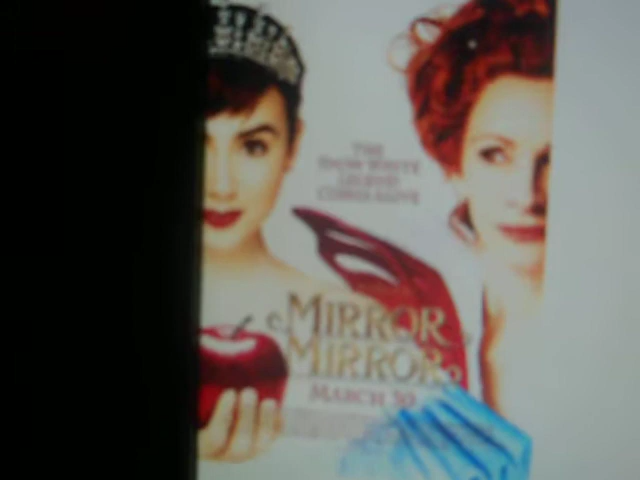 THE
SNOW WHITE
LEGEND
COMES ALIVE
MIRROR
MIRROR
MARCH 30